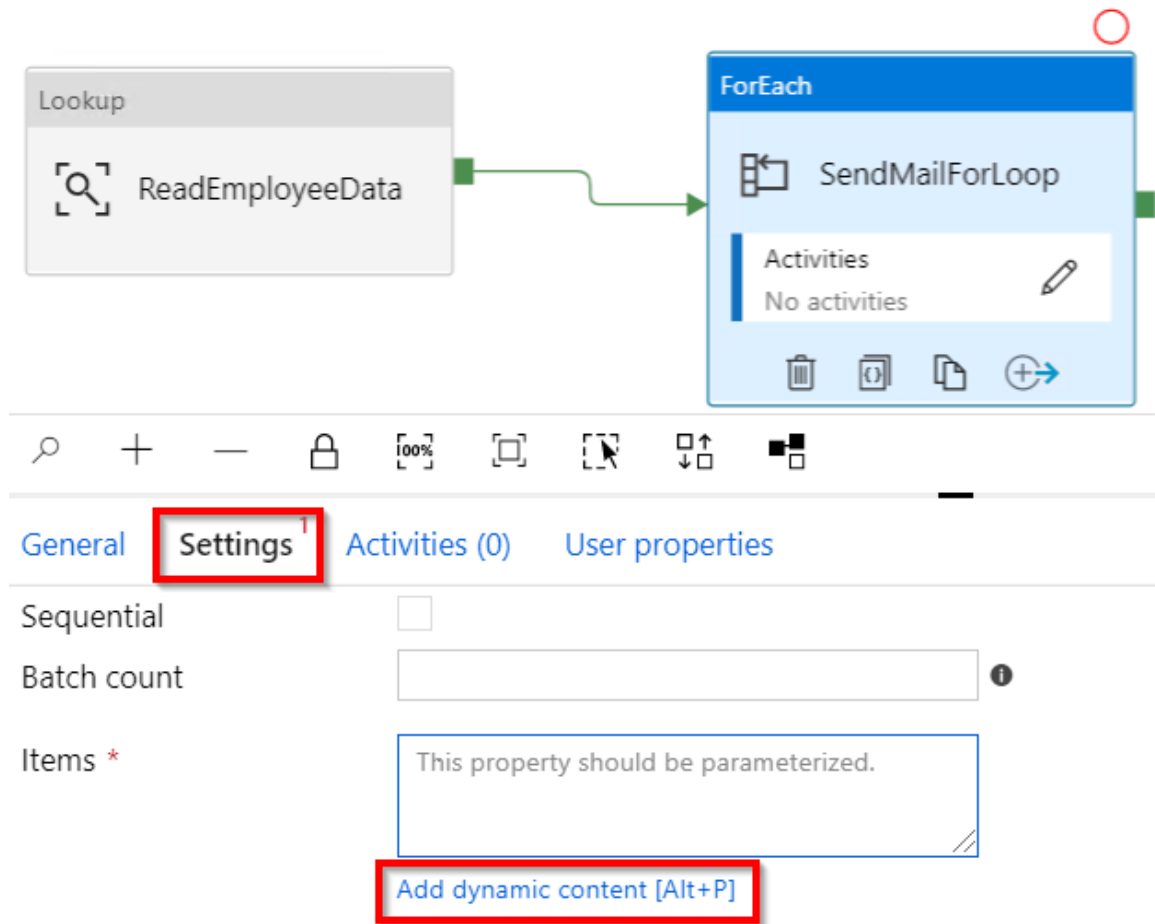 Lookup
ReadEmployeeData
ForEach
SendMailForLoop
Activities
No activities
{}
100%
General
Settings 1
Activities (0)
User properties
Sequential
Batch count
i
Items *
This property should be parameterized.
Add dynamic content [Alt+P]